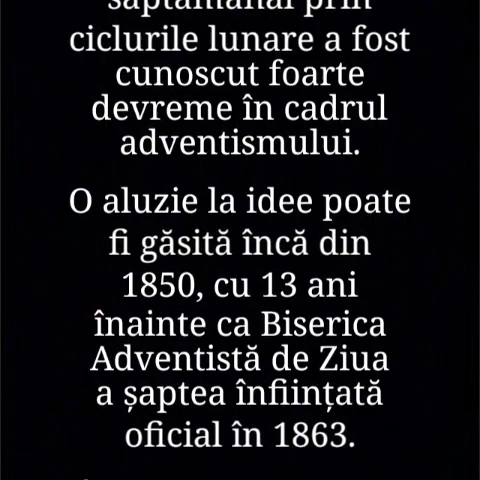 săptămânal prin
ciclurile lunare a fost
cunoscut foarte
devreme în cadrul
adventismului.
O aluzie la idee poate
fi găsită încă din
1850, cu 13 ani
înainte ca Biserica
Adventistă de Ziua
a șaptea înființată
oficial în 1863.